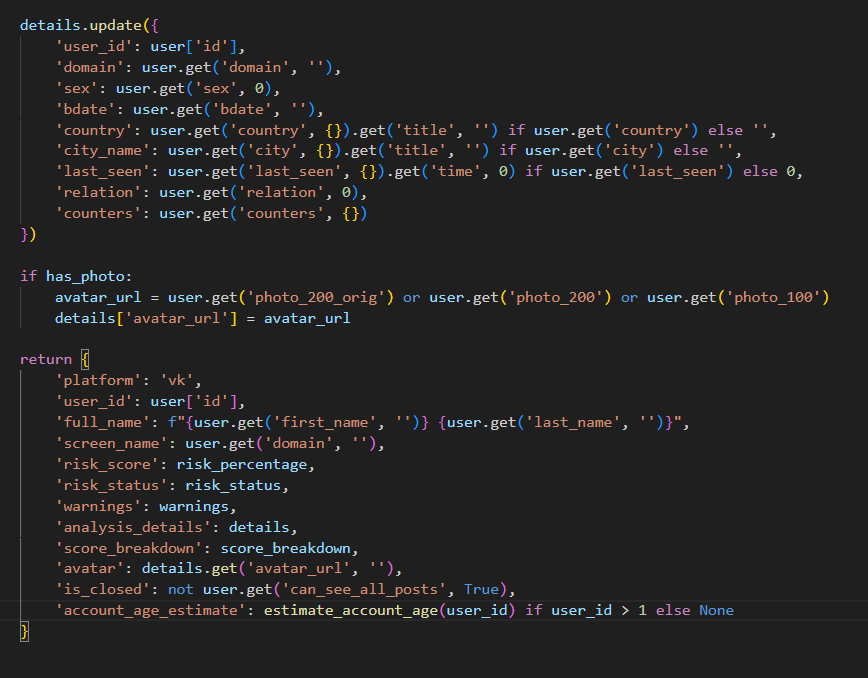 details.update({
    'user_id': user['id'],
    'domain': user.get('domain', ''),
    'sex': user.get('sex', 0),
    'bdate': user.get('bdate', ''),
    'country': user.get('country', {}).get('title', '') if user.get('country') else '',
    'city_name': user.get('city', {}).get('title', '') if user.get('city') else '',
    'last_seen': user.get('last_seen', {}).get('time', 0) if user.get('last_seen') else 0,
    'relation': user.get('relation', 0),
    'counters': user.get('counters', {})
})

if has_photo:
    avatar_url = user.get('photo_200_orig') or user.get('photo_200') or user.get('photo_100')
    details['avatar_url'] = avatar_url

return {
    'platform': 'vk',
    'user_id': user['id'],
    'full_name': f"{user.get('first_name', '')} {user.get('last_name', '')}",
    'screen_name': user.get('domain', ''),
    'risk_score': risk_percentage,
    'risk_status': risk_status,
    'warnings': warnings,
    'analysis_details': details,
    'score_breakdown': score_breakdown,
    'avatar': details.get('avatar_url', ''),
    'is_closed': not user.get('can_see_all_posts', True),
    'account_age_estimate': estimate_account_age(user_id) if user_id > 1 else None
}